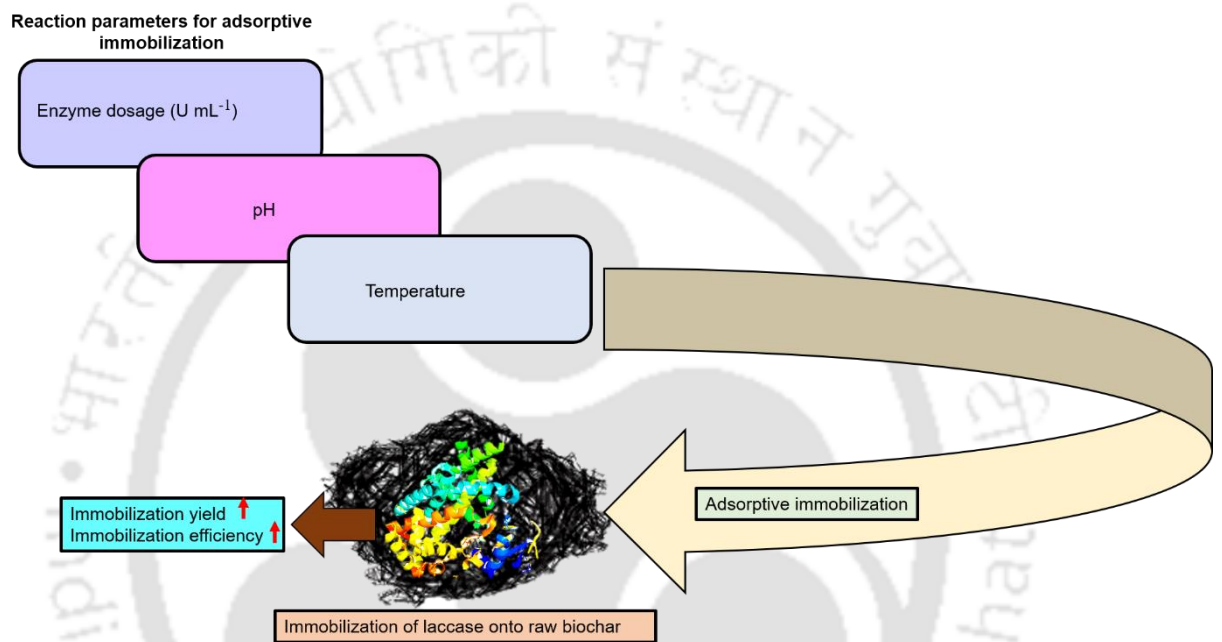 Reaction parameters for adsorptive
immobilization
Enzyme dosage (U mL⁻¹)
pH
Temperature
Adsorptive immobilization
Immobilization yield
Immobilization efficiency
Immobilization of laccase onto raw biochar